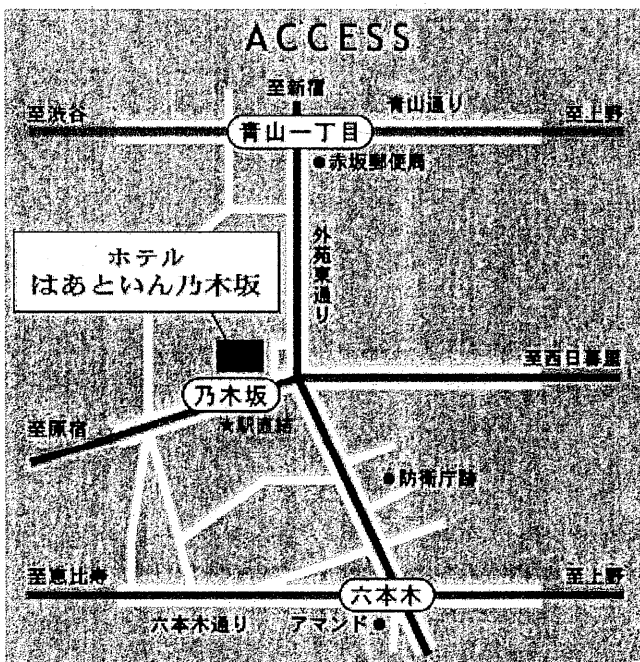 ACCESS
至新宿
青山通り
至渋谷
至上野
青山一丁目
●赤坂郵便局
外苑東通り
ホテル
はあといん乃木坂
至西日暮里
乃木坂
至原宿
★駅直結
●防衛庁跡
至恵比寿
六本木
至上野
六本木通り
アマンド●